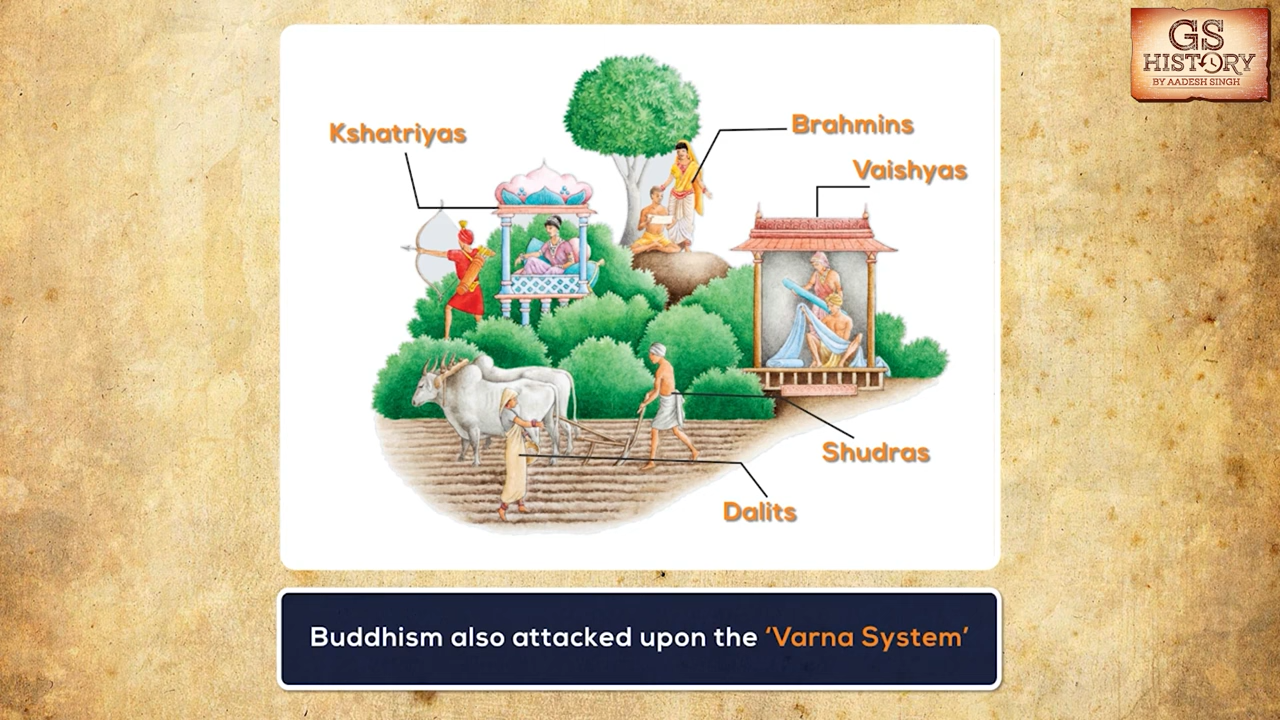 GS
HISTORY
BY AADESH SINGH
Kshatriyas
Brahmins
Vaishyas
Shudras
Dalits
Buddhism also attacked upon the ‘Varna System’